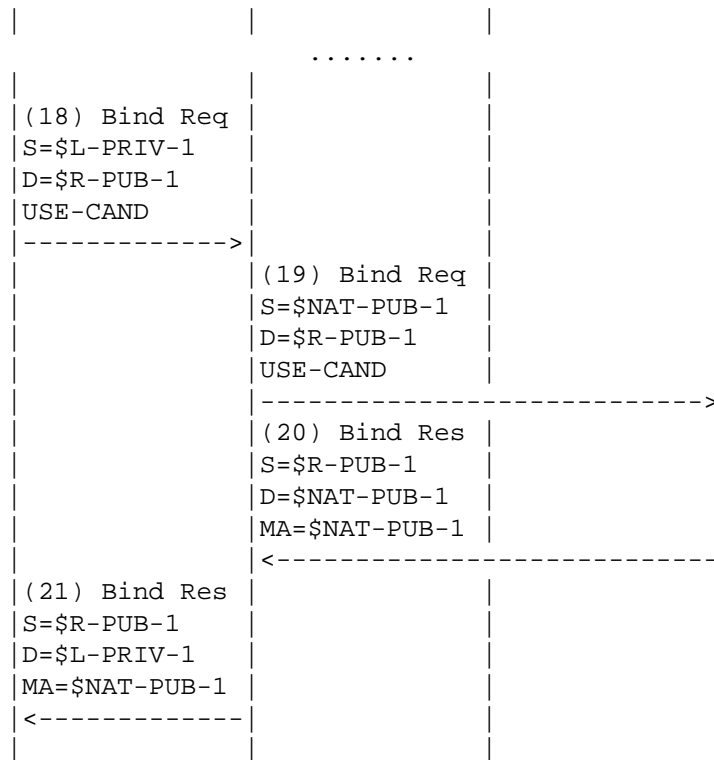 |                   |                   |
                        .......
|                   |                   |
|(18) Bind Req      |                   |
|S=$L-PRIV-1        |                   |
|D=$R-PUB-1         |                   |
|USE-CAND           |                   |
|------------->|                   |
|                   |(19) Bind Req      |
|                   |S=$NAT-PUB-1       |
|                   |D=$R-PUB-1         |
|                   |USE-CAND           |
|                   |--------------------------->
|                   |(20) Bind Res      |
|                   |S=$R-PUB-1         |
|                   |D=$NAT-PUB-1       |
|                   |MA=$NAT-PUB-1      |
|                   |<---------------------------
|(21) Bind Res      |                   |
|S=$R-PUB-1         |                   |
|D=$L-PRIV-1        |                   |
|MA=$NAT-PUB-1      |                   |
|<-------------|                   |
|                   |                   |